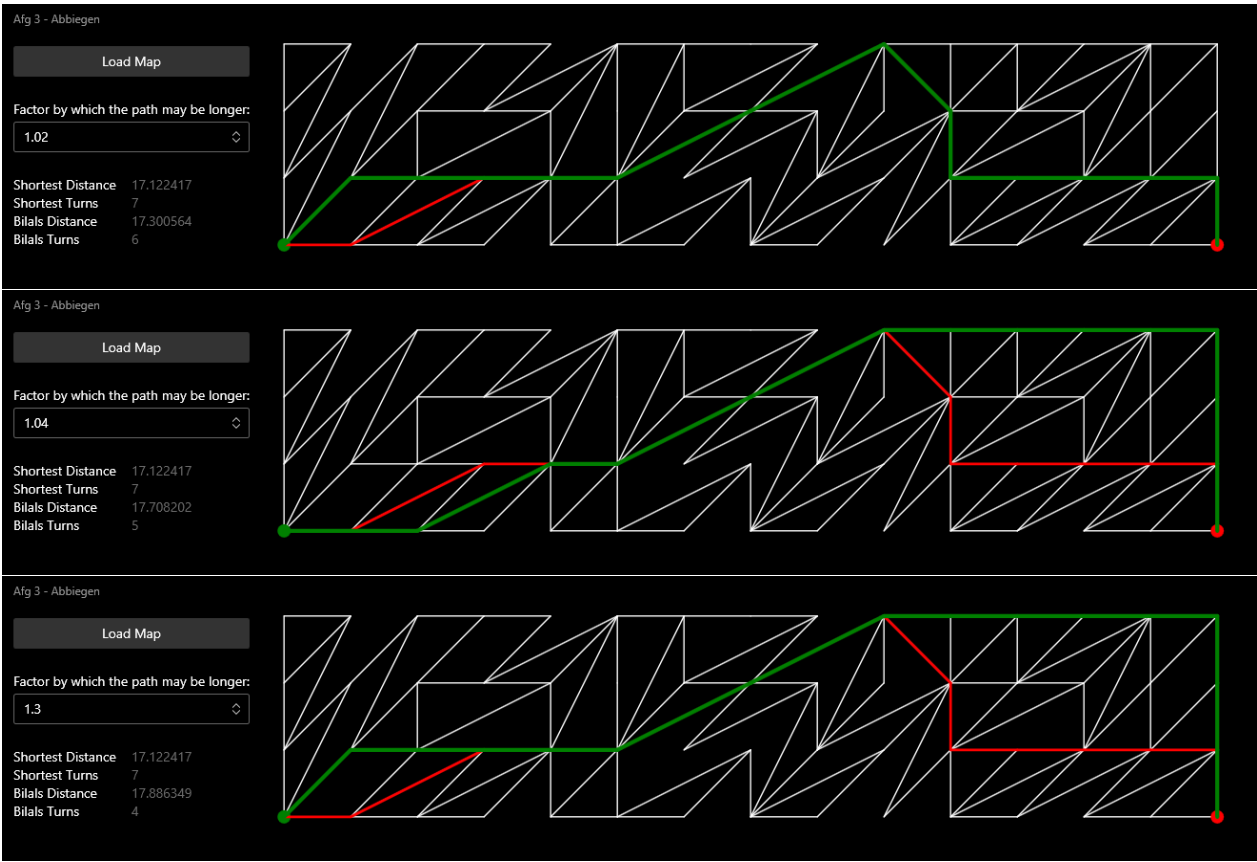 Afg 3 - Abbiegen
Load Map
Factor by which the path may be longer:
1.02
Shortest Distance 17.122417
Shortest Turns 7
Bilals Distance 17.300564
Bilals Turns 6
Afg 3 - Abbiegen
Load Map
Factor by which the path may be longer:
1.04
Shortest Distance 17.122417
Shortest Turns 7
Bilals Distance 17.708202
Bilals Turns 5
Afg 3 - Abbiegen
Load Map
Factor by which the path may be longer:
1.3
Shortest Distance 17.122417
Shortest Turns 7
Bilals Distance 17.886349
Bilals Turns 4